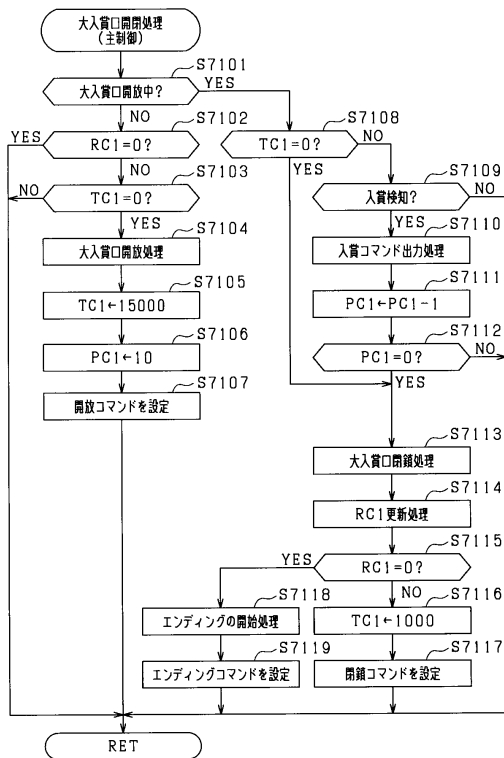 大入賞口開閉処理
(主制御)
S7101
大入賞口開放中?
YES
NO
S7102
YES
RC1=0?
NO
S7103
NO
TC1=0?
YES
S7104
大入賞口開放処理
S7105
TC1←15000
S7106
PC1←10
S7107
開放コマンドを設定
S7108
TC1=0?
NO
YES
S7109
入賞検知?
NO
YES
S7110
入賞コマンド出力処理
S7111
PC1←PC1-1
S7112
PC1=0?
NO
YES
S7113
大入賞口閉鎖処理
S7114
RC1更新処理
S7115
YES
RC1=0?
NO
S7116
TC1←1000
S7117
閉鎖コマンドを設定
S7118
エンディングの開始処理
S7119
エンディングコマンドを設定
RET